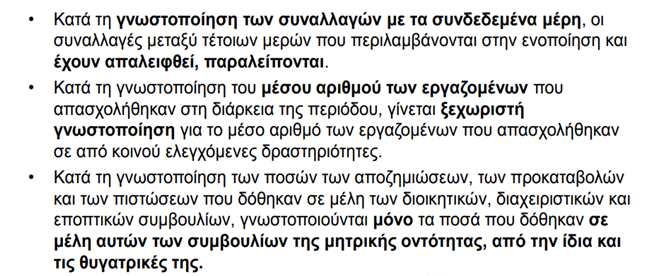 • Κατά τη γνωστοποίηση των συναλλαγών με τα συνδεδεμένα μέρη, οι
συναλλαγές μεταξύ τέτοιων μερών που περιλαμβάνονται στην ενοποίηση και
έχουν απαλειφθεί, παραλείπονται.
• Κατά τη γνωστοποίηση του μέσου αριθμού των εργαζομένων που
απασχολήθηκαν στη διάρκεια της περιόδου, γίνεται ξεχωριστή
γνωστοποίηση για το μέσο αριθμό των εργαζομένων που απασχολήθηκαν
σε από κοινού ελεγχόμενες δραστηριότητες.
• Κατά τη γνωστοποίηση των ποσών των αποζημιώσεων, των προκαταβολών
και των πιστώσεων που δόθηκαν σε μέλη των διοικητικών, διαχειριστικών και
εποπτικών συμβουλίων, γνωστοποιούνται μόνο τα ποσά που δόθηκαν σε
μέλη αυτών των συμβουλίων της μητρικής οντότητας, από την ίδια και
τις θυγατρικές της.